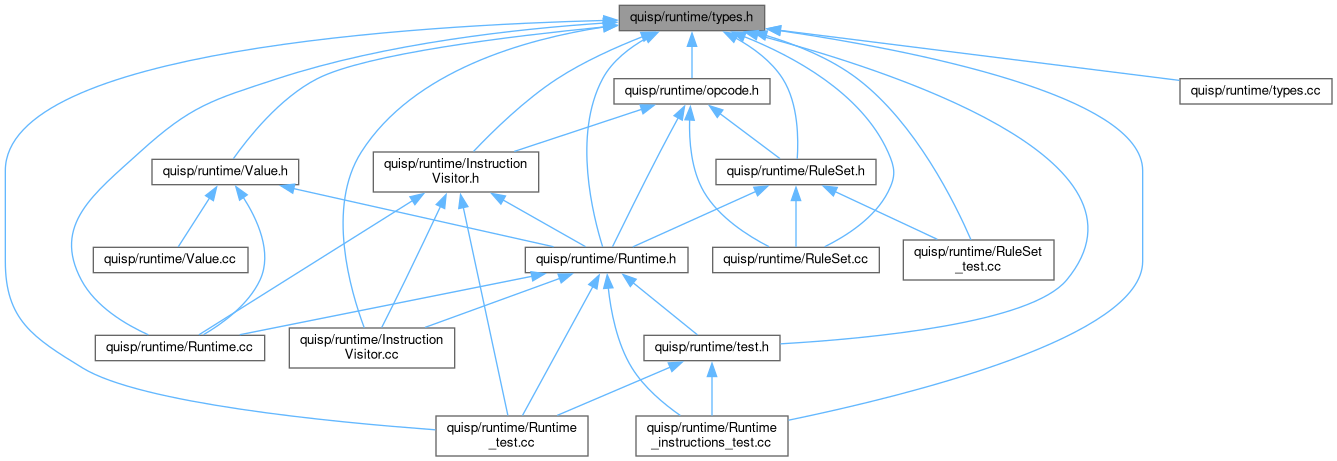 quisp/runtime/types.h
quisp/runtime/opcode.h
quisp/runtime/types.cc
quisp/runtime/Value.h
quisp/runtime/Instruction
Visitor.h
quisp/runtime/RuleSet.h
quisp/runtime/Value.cc
quisp/runtime/Runtime.h
quisp/runtime/RuleSet.cc
quisp/runtime/RuleSet
_test.cc
quisp/runtime/Runtime.cc
quisp/runtime/Instruction
Visitor.cc
quisp/runtime/test.h
quisp/runtime/Runtime
_test.cc
quisp/runtime/Runtime
_instructions_test.cc